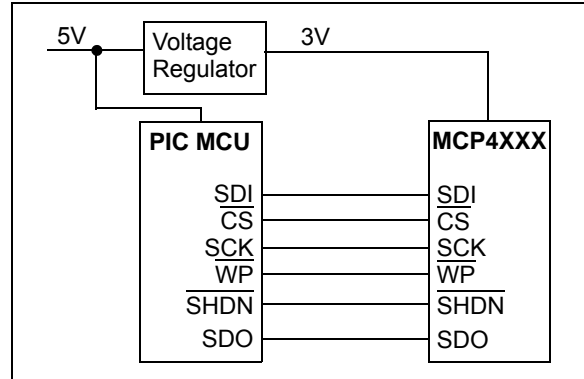 5V
Voltage
Regulator
3V
PIC MCU
MCP4XXX
SDI
SDI
CS
CS
SCK
SCK
WP
WP
SHDN
SHDN
SDO
SDO